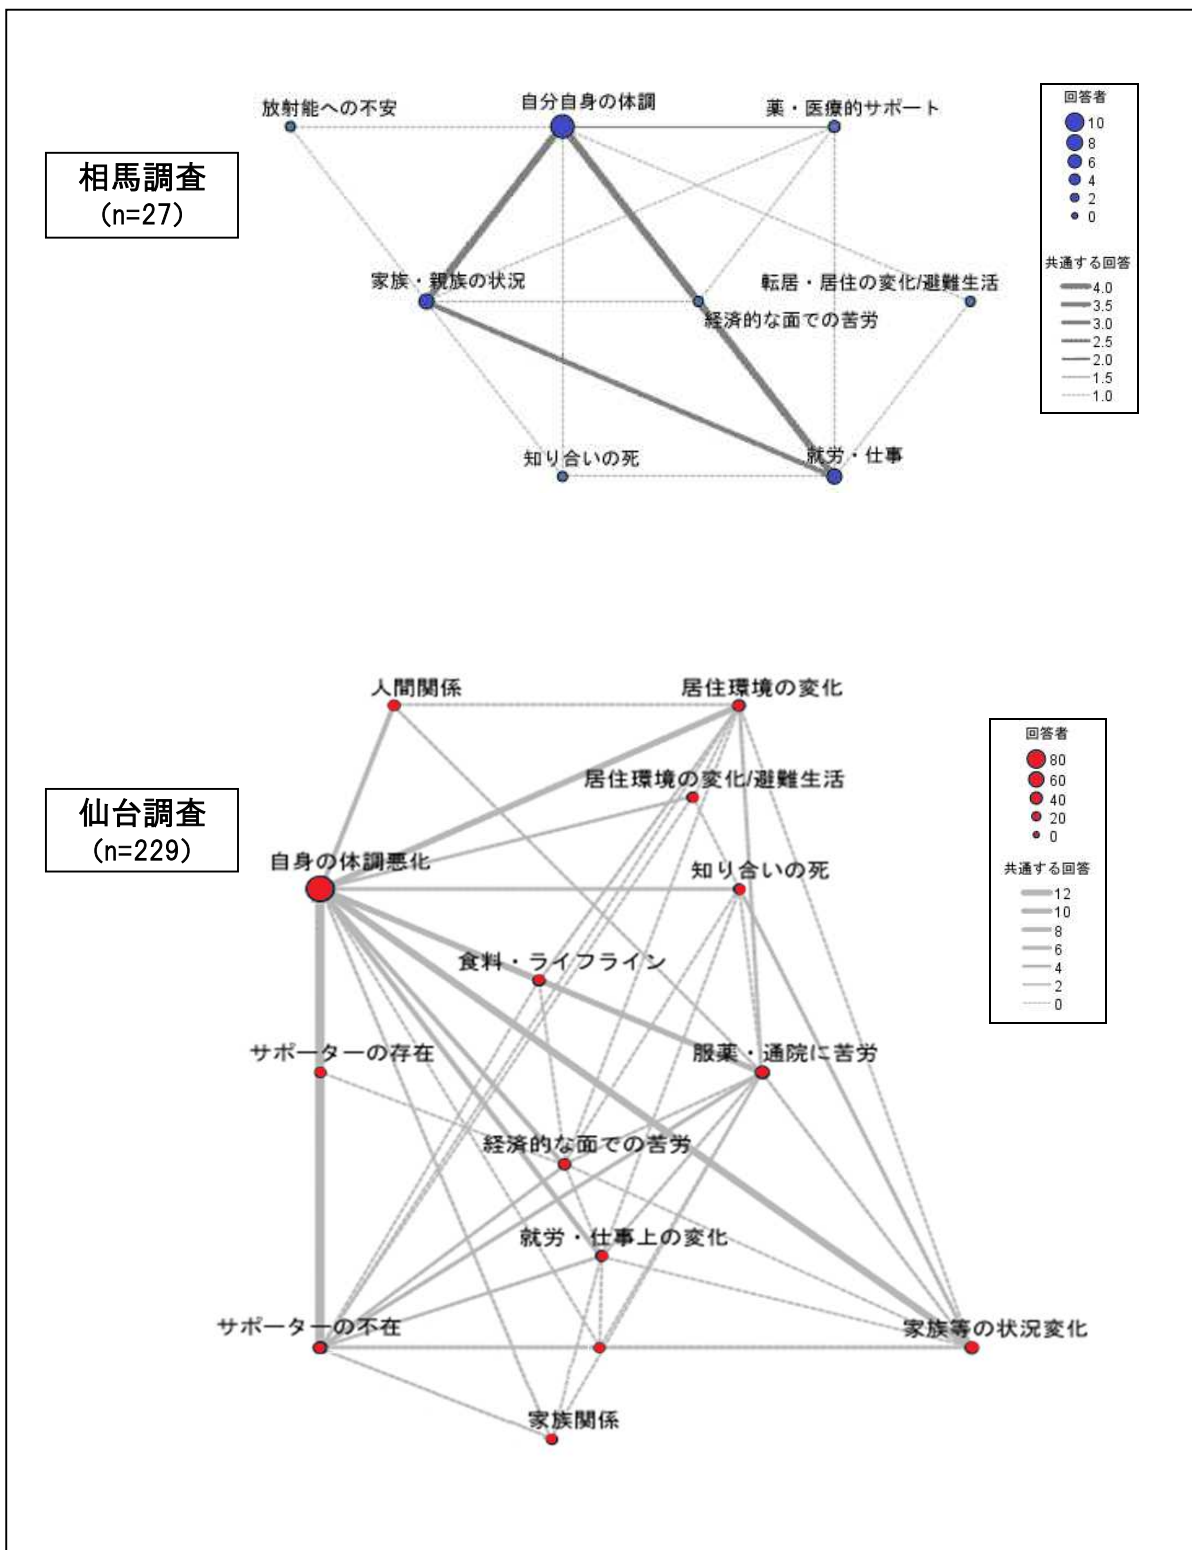 放射能への不安
自分自身の体調
薬・医療的サポート
相馬調査
(n=27)
家族・親族の状況
転居・居住の変化/避難生活
経済的な面での苦労
知り合いの死
就労・仕事
回答者
10
8
6
4
2
0
共通する回答
4.0
3.5
3.0
2.5
2.0
1.5
1.0
人間関係
居住環境の変化
居住環境の変化/避難生活
仙台調査
(n=229)
自身の体調悪化
知り合いの死
食料・ライフライン
サポーターの存在
服薬・通院に苦労
経済的な面での苦労
就労・仕事上の変化
サポーターの不在
家族等の状況変化
家族関係
回答者
80
60
40
20
0
共通する回答
12
10
8
6
4
2
0